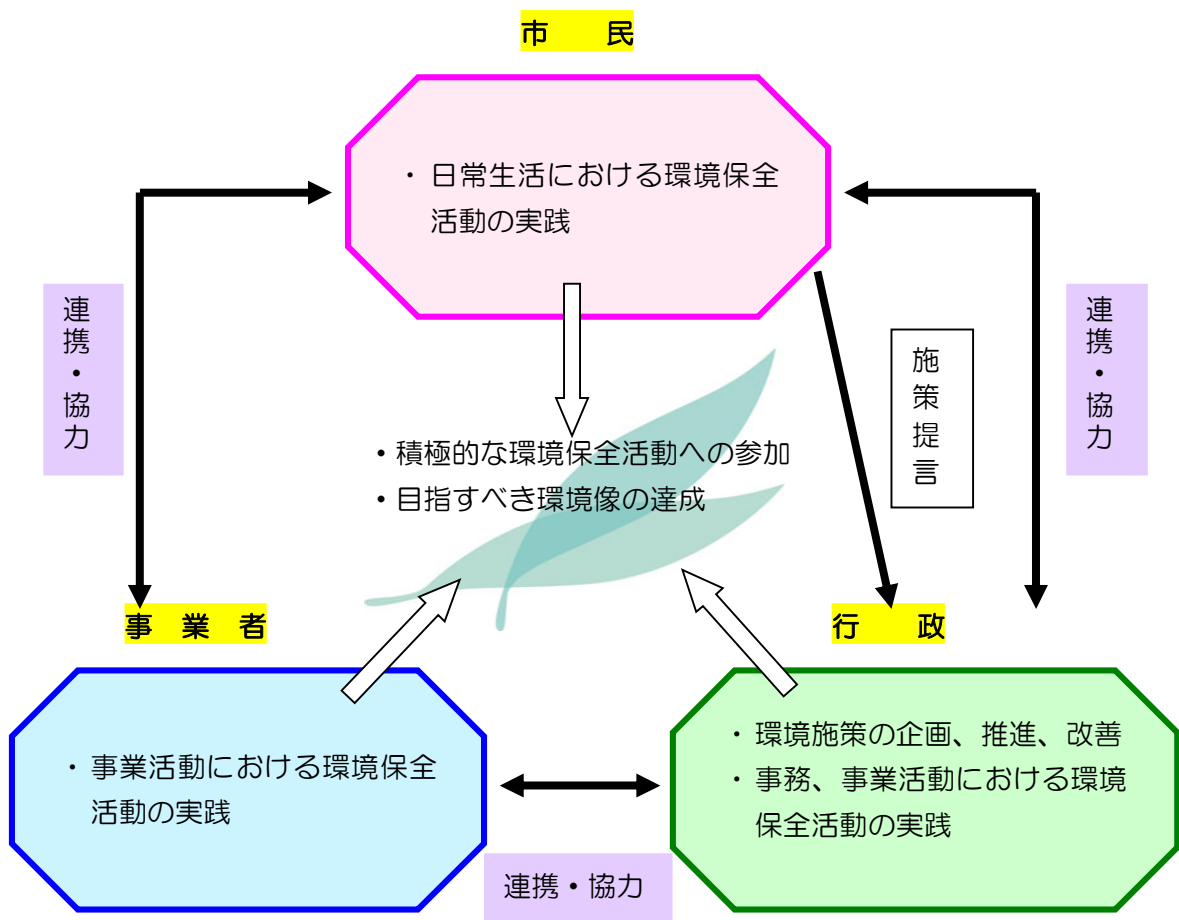 市　　民
・ 日常生活における環境保全
活動の実践
連携・協力
施策提言
連携・協力
・積極的な環境保全活動への参加
・目指すべき環境像の達成
事　業　者
行　　政
・ 事業活動における環境保全
活動の実践
・ 環境施策の企画、推進、改善
・ 事務、事業活動における環境
保全活動の実践
連携・協力